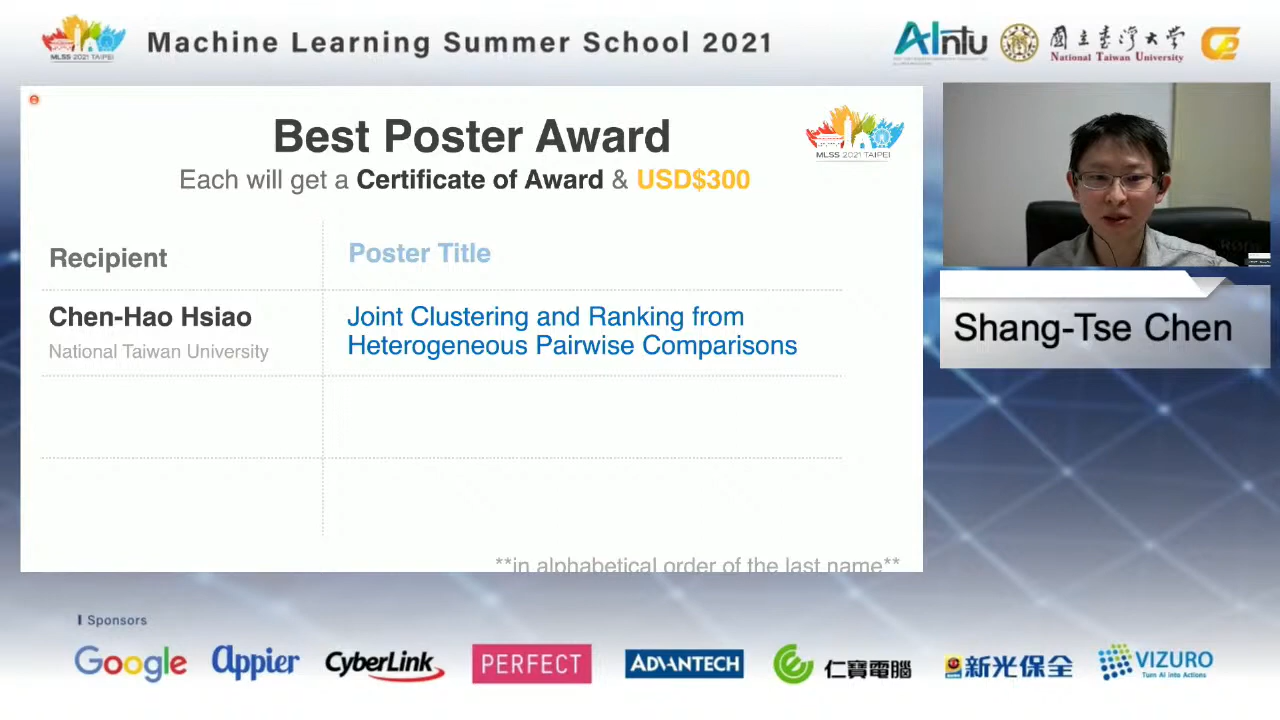 MLSS 2021 TAIPEI
Machine Learning Summer School 2021
AIntu
國立臺灣大學
National Taiwan University
Best Poster Award
MLSS 2021 TAIPEI
Each will get a Certificate of Award & USD$300
Recipient
Poster Title
Chen-Hao Hsiao
National Taiwan University
Joint Clustering and Ranking from
Heterogeneous Pairwise Comparisons
**in alphabetical order of the last name**
Shang-Tse Chen
Sponsors
Google
Appier
CyberLink
PERFECT
ADVANTECH
仁寶電腦
新光保全
VIZURO
Turn AI into Actions